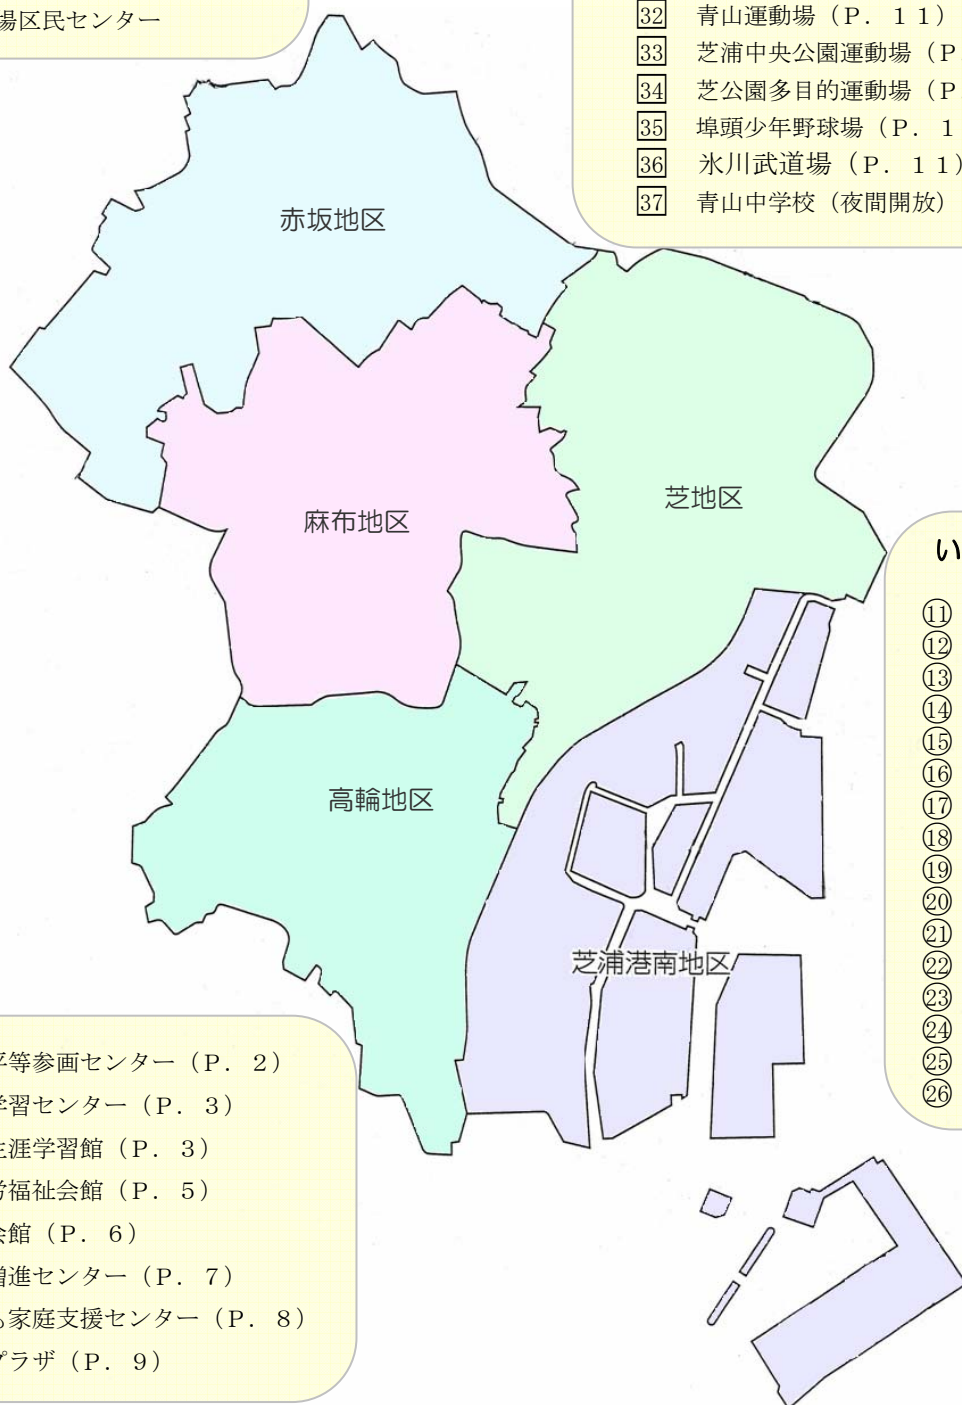 場区民センター
32 青山運動場（Ｐ．１１）
33 芝浦中央公園運動場（Ｐ
34 芝公園多目的運動場（Ｐ
35 埠頭少年野球場（Ｐ．１
36 氷川武道場（Ｐ．１１）
37 青山中学校（夜間開放）
赤坂地区
麻布地区
芝地区
高輪地区
芝浦港南地区
い
⑪
⑫
⑬
⑭
⑮
⑯
⑰
⑱
⑲
⑳
㉑
㉒
㉓
㉔
㉕
㉖
平等参画センター（Ｐ．２）
学習センター（Ｐ．３）
生涯学習館（Ｐ．３）
労福祉会館（Ｐ．５）
会館（Ｐ．６）
増進センター（Ｐ．７）
も家庭支援センター（Ｐ．８）
プラザ（Ｐ．９）